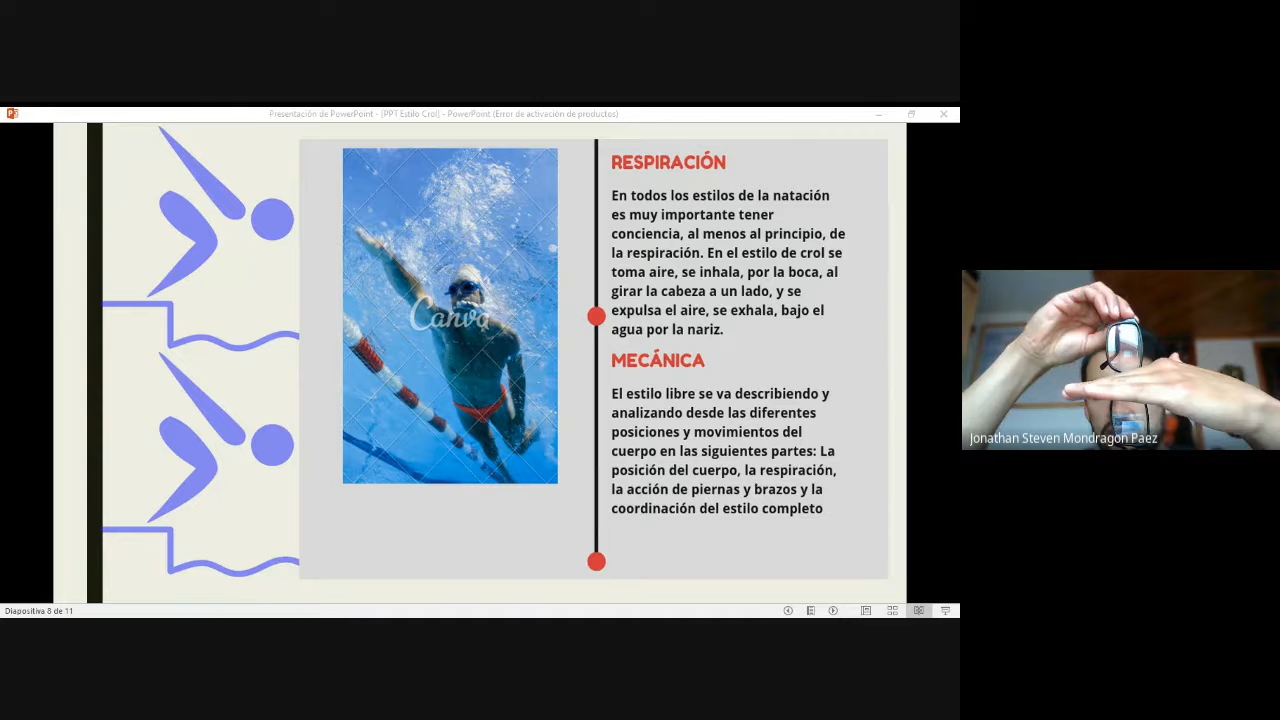 Presentación de PowerPoint - [PPT Estilo Crol] - PowerPoint (Error de activación de productos)
RESPIRACIÓN
En todos los estilos de la natación
es muy importante tener
conciencia, al menos al principio, de
la respiración. En el estilo de crol se
toma aire, se inhala, por la boca, al
girar la cabeza a un lado, y se
expulsa el aire, se exhala, bajo el
agua por la nariz.
MECÁNICA
El estilo libre se va describiendo y
analizando desde las diferentes
posiciones y movimientos del
cuerpo en las siguientes partes: La
posición del cuerpo, la respiración,
la acción de piernas y brazos y la
coordinación del estilo completo
Canva
Jonathan Steven Mondragon Paez
Diapositiva 8 de 11